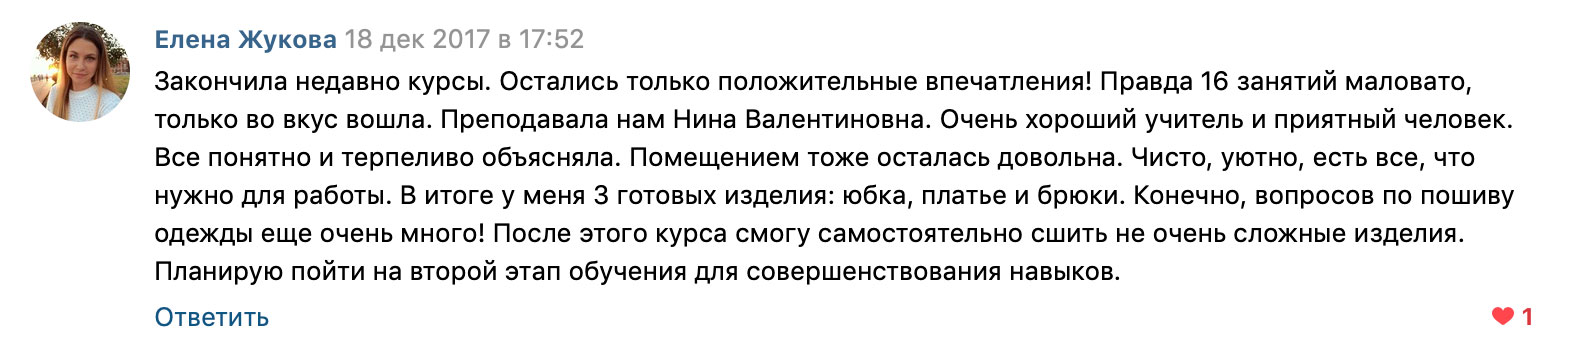 Елена Жукова 18 дек 2017 в 17:52
Закончила недавно курсы. Остались только положительные впечатления! Правда 16 занятий маловато,
только во вкус вошла. Преподавала нам Нина Валентиновна. Очень хороший учитель и приятный человек.
Все понятно и терпеливо объясняла. Помещением тоже осталась довольна. Чисто, уютно, есть все, что
нужно для работы. В итоге у меня 3 готовых изделия: юбка, платье и брюки. Конечно, вопросов по пошиву
одежды еще очень много! После этого курса смогу самостоятельно сшить не очень сложные изделия.
Планирую пойти на второй этап обучения для совершенствования навыков.
Ответить 1